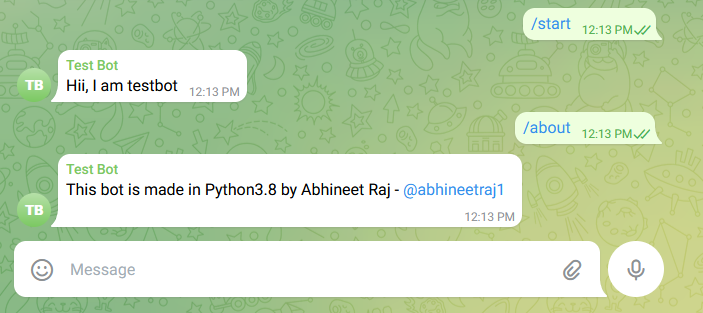 /start 12:13 PM
Test Bot
TB Hii, I am testbot 12:13 PM
/about 12:13 PM
Test Bot
This bot is made in Python3.8 by Abhineet Raj - @abhineetraj1
TB
12:13 PM
Message